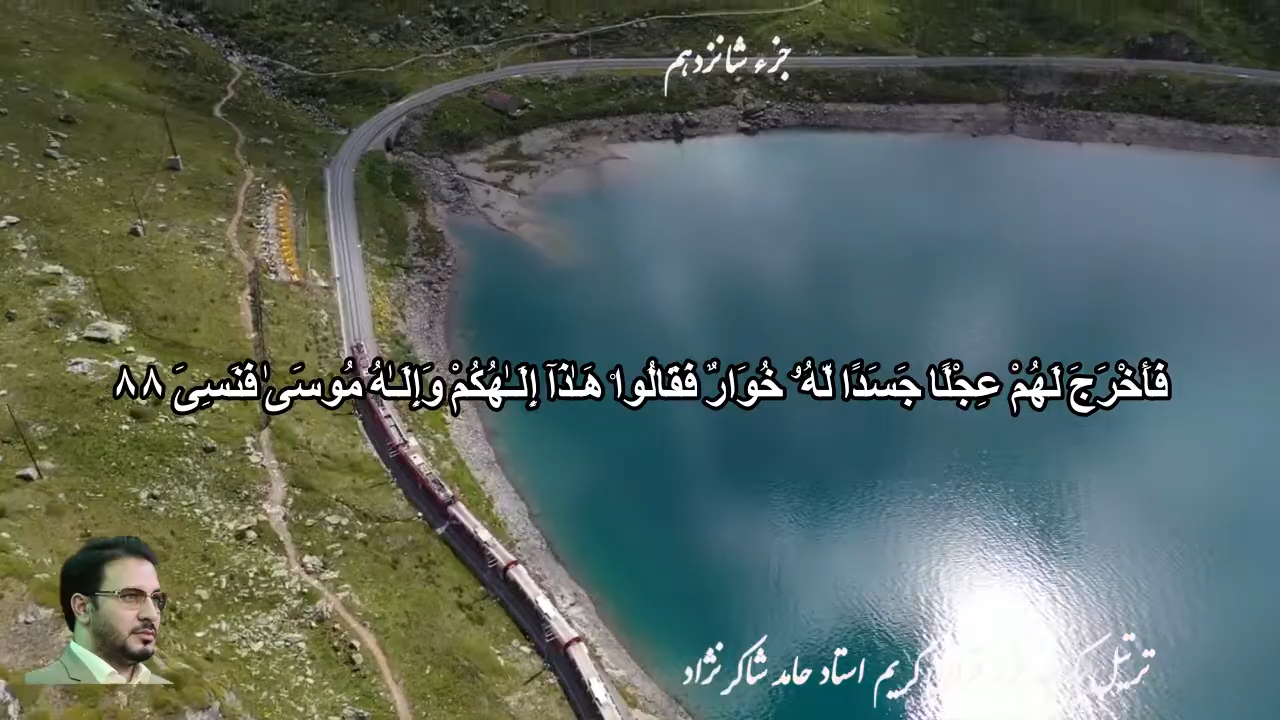 جزء شانزدهم
فَأَخْرَجَ لَهُمْ عِجْلًا جَسَدًا لَّهُۥ خُوَارٌ فَقَالُوا۟ هَـٰذَآ إِلَـٰهُكُمْ وَإِلَـٰهُ مُوسَىٰ فَنَسِىَ ٨٨
ترتیل کریم استاد حامد شاکرنژاد